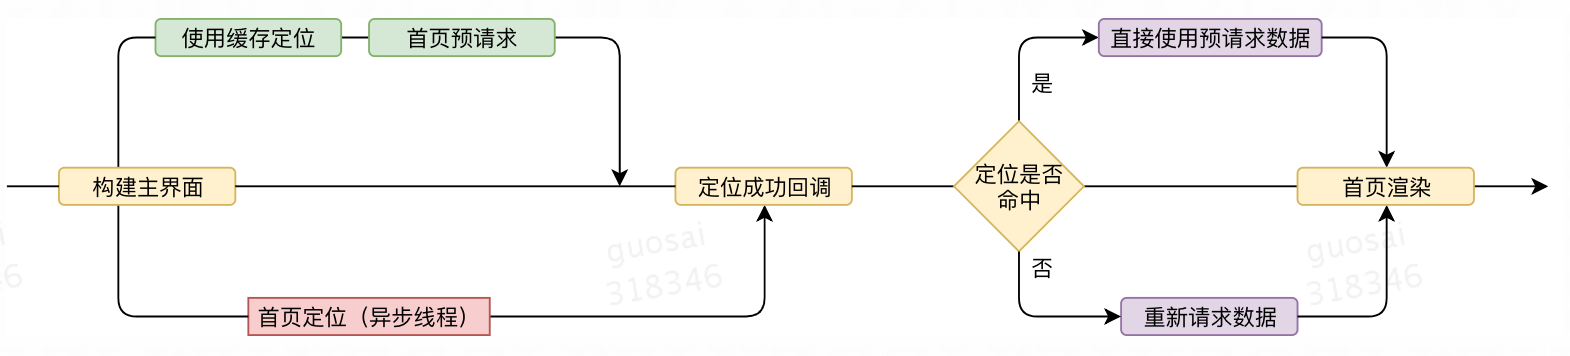 使用缓存定位
首页预请求
直接使用预请求数据
是
构建主界面
定位成功回调
定位是否
命中
首页渲染
guosai
318346
guosai
318346
否
首页定位（异步线程）
重新请求数据